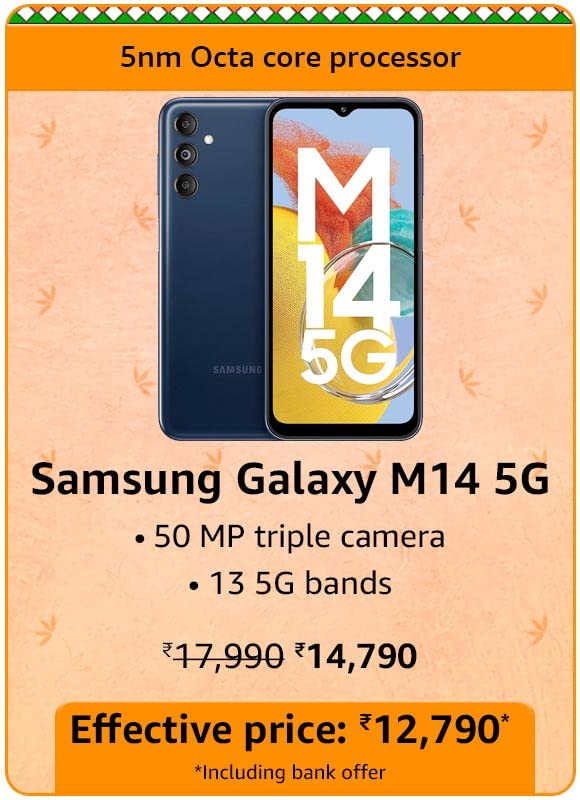 5nm Octa core processor
SAMSUNG
M
14
5G
Samsung Galaxy M14 5G
• 50 MP triple camera
• 13 5G bands
₹17,990 ₹14,790
Effective price: ₹12,790*
*Including bank offer